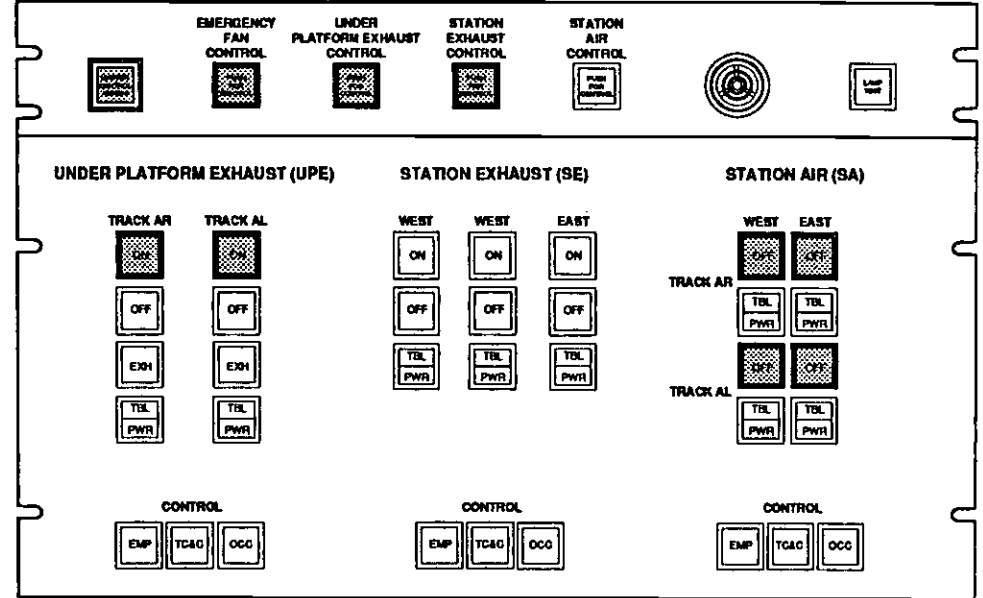 EMERGENCY
FAN
CONTROL
UNDER
PLATFORM EXHAUST
CONTROL
STATION
EXHAUST
CONTROL
STATION
AIR
CONTROL
PUSH
FOR
CONTROL
LAMP
TEST
UNDER PLATFORM EXHAUST (UPE)
STATION EXHAUST (SE)
STATION AIR (SA)
TRACK AR
TRACK AL
WEST
WEST
EAST
WEST
EAST
ON
ON
ON
ON
OFF
OFF
TRACK AR
OFF
OFF
OFF
OFF
OFF
TBL
PWR
TBL
PWR
EXH
EXH
TBL
PWR
TBL
PWR
TBL
PWR
OFF
OFF
TRACK AL
TBL
PWR
TBL
PWR
TBL
PWR
TBL
PWR
CONTROL
CONTROL
CONTROL
EMP
TC&C
OCC
EMP
TC&C
OCC
EMP
TC&C
OCC